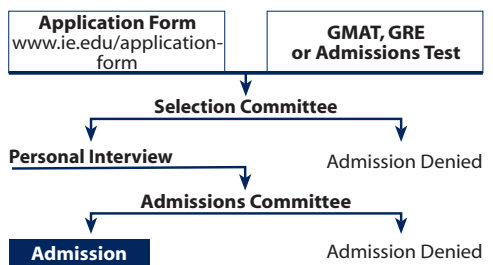 Application Form
www.ie.edu/application-
form
GMAT, GRE
or Admissions Test
Selection Committee
Personal Interview
Admission Denied
Admissions Committee
Admission
Admission Denied